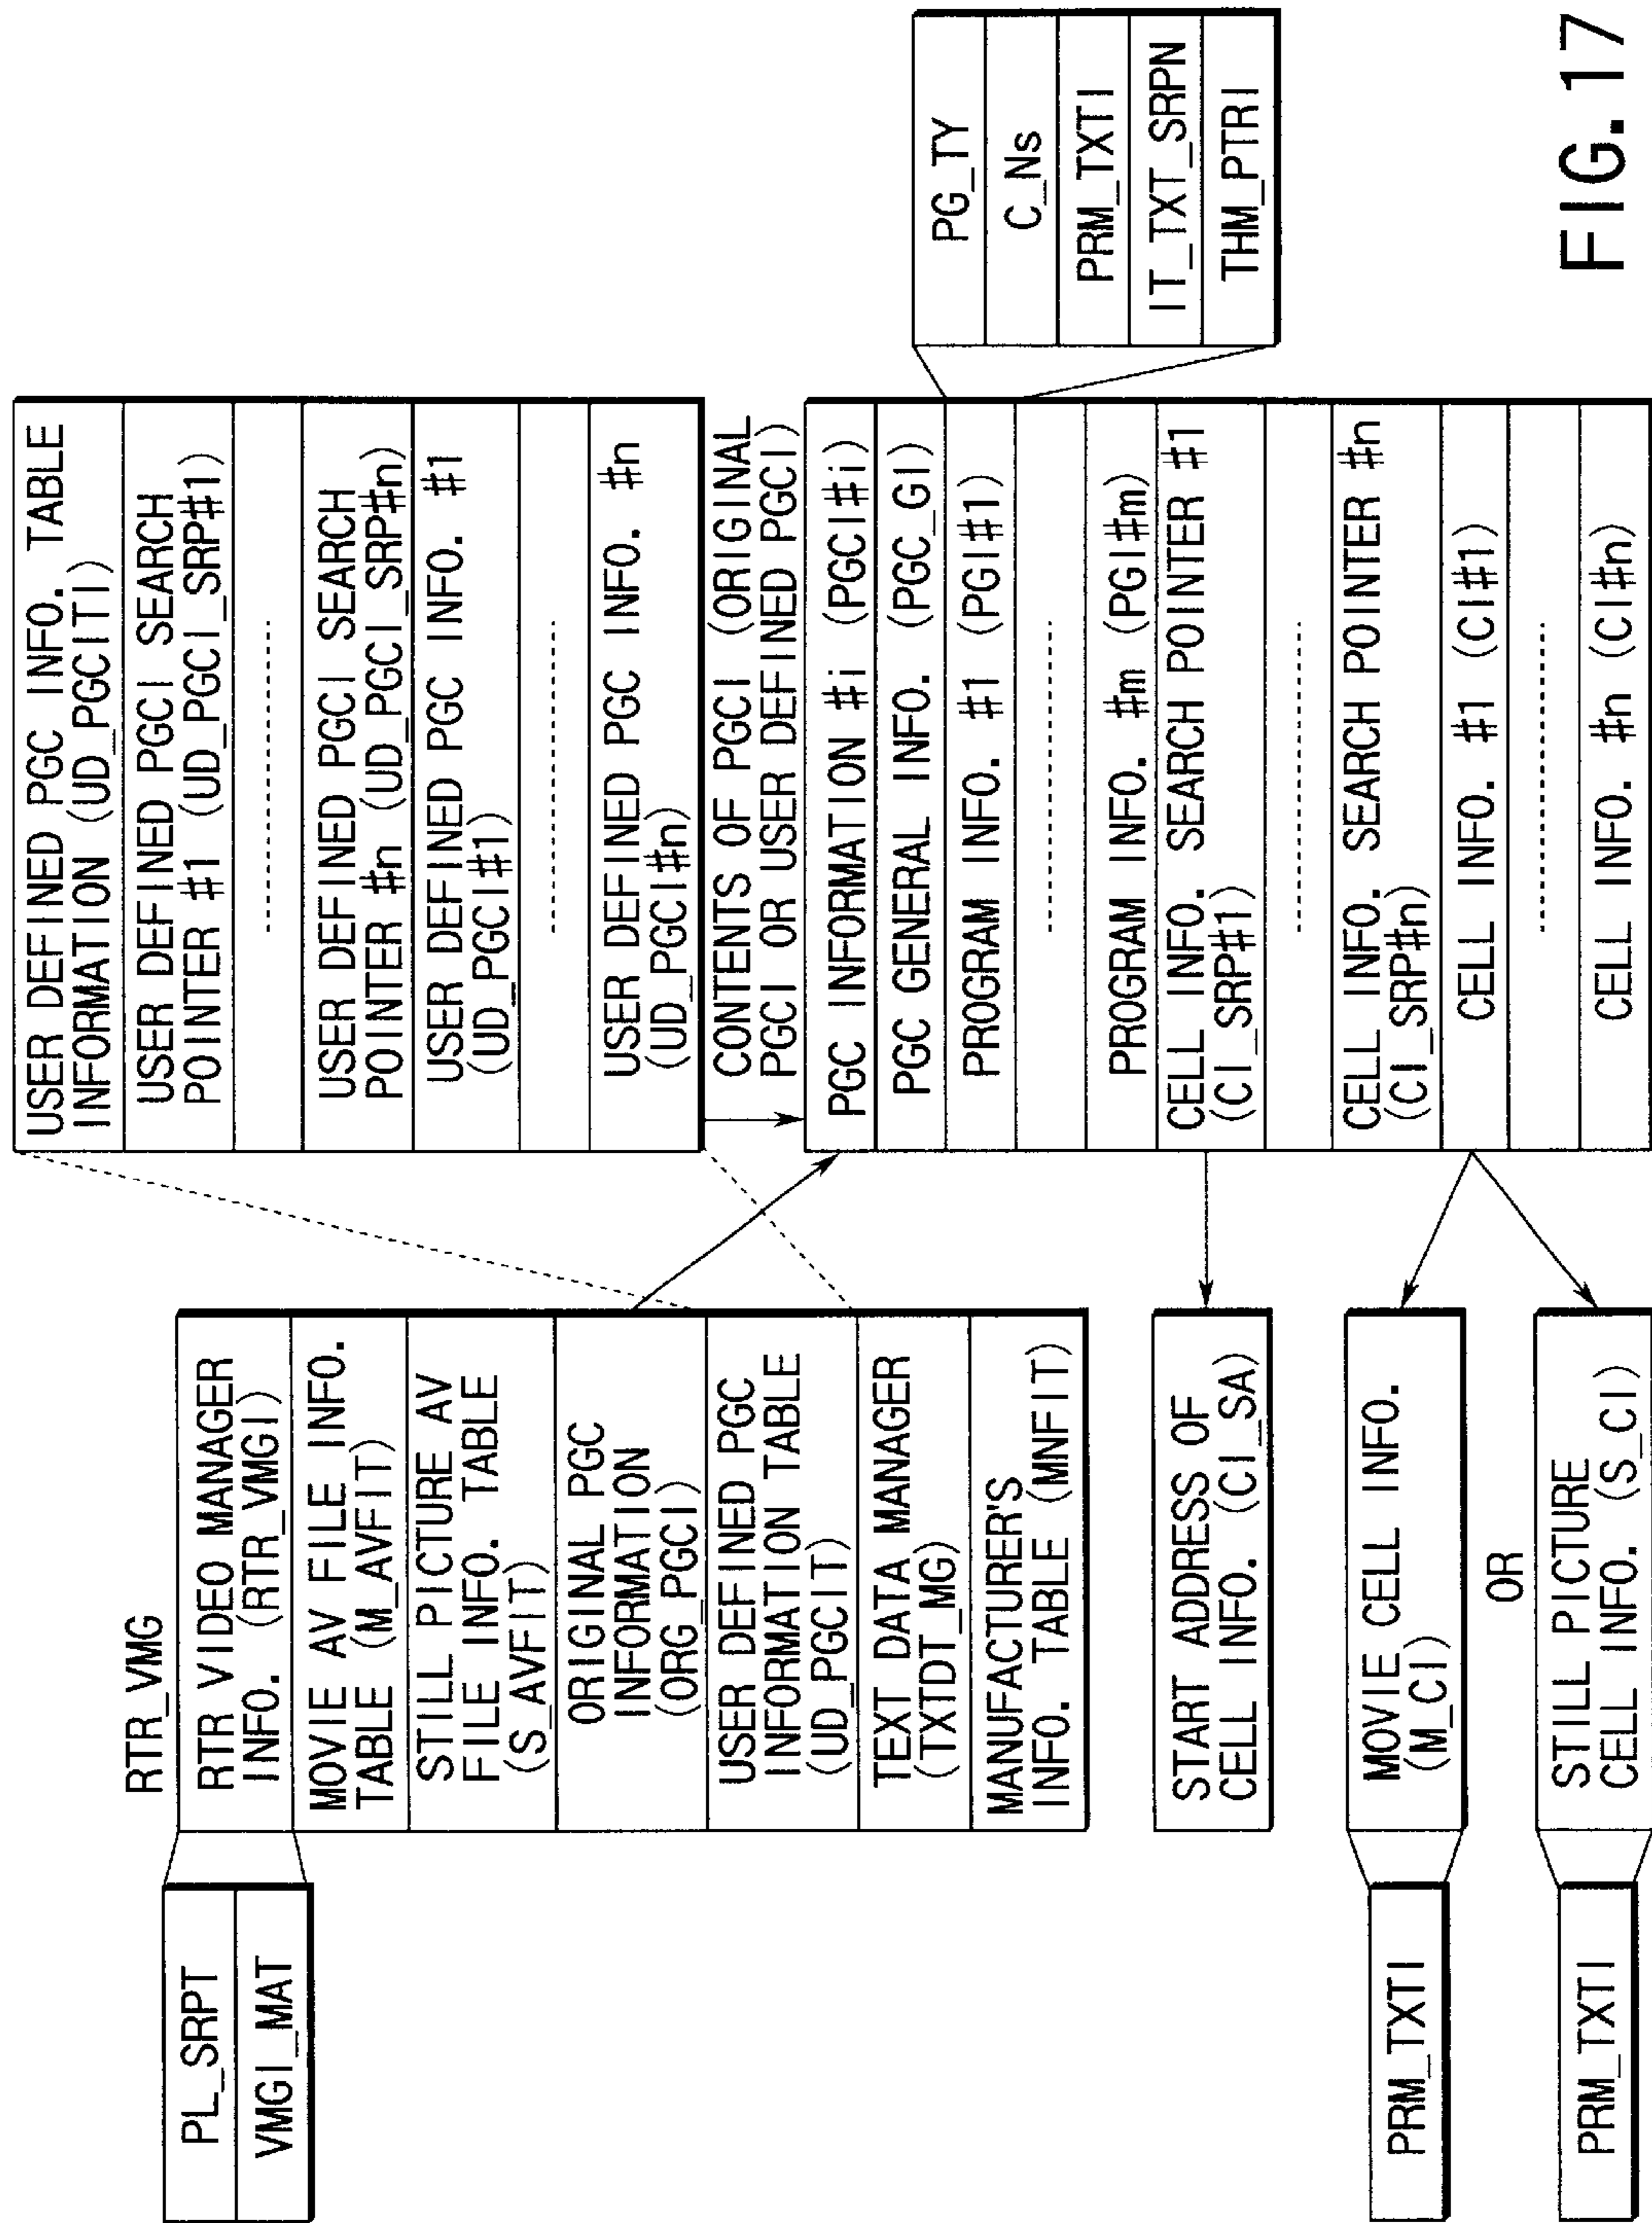 RTR_VMG
PL_SRPT
VMGI_MAT
RTR VIDEO MANAGER
INFO. (RTR_VMGI)
MOVIE AV FILE INFO.
TABLE (M_AVFIT)
STILL PICTURE AV
FILE INFO. TABLE
(S_AVFIT)
ORIGINAL PGC
INFORMATION
(ORG_PGCI)
USER DEFINED PGC
INFORMATION TABLE
(UD_PGCIT)
TEXT DATA MANAGER
(TXTDT_MG)
MANUFACTURER'S
INFO. TABLE (MNFIT)
START ADDRESS OF
CELL INFO. (CI_SA)
PRM_TXTI
MOVIE CELL INFO.
(M_CI)
OR
PRM_TXTI
STILL PICTURE
CELL INFO. (S_CI)
USER DEFINED PGC INFO. TABLE
INFORMATION (UD_PGCITI)
USER DEFINED PGCI SEARCH
POINTER #1 (UD_PGCI_SRP#1)
USER DEFINED PGCI SEARCH
POINTER #n (UD_PGCI_SRP#n)
USER DEFINED PGC INFO. #1
(UD_PGCI#1)
USER DEFINED PGC INFO. #n
(UD_PGCI#n)
CONTENTS OF PGCI (ORIGINAL
PGCI OR USER DEFINED PGCI)
PGC INFORMATION #i (PGCI#i)
PGC GENERAL INFO. (PGC_GI)
PROGRAM INFO. #1 (PGI#1)
PROGRAM INFO. #m (PGI#m)
CELL INFO. SEARCH POINTER #1
(CI_SRP#1)
CELL INFO. SEARCH POINTER #n
(CI_SRP#n)
CELL INFO. #1 (CI#1)
CELL INFO. #n (CI#n)
PG_TY
C_Ns
PRM_TXTI
IT_TXT_SRPN
THM_PTRI
FIG.17